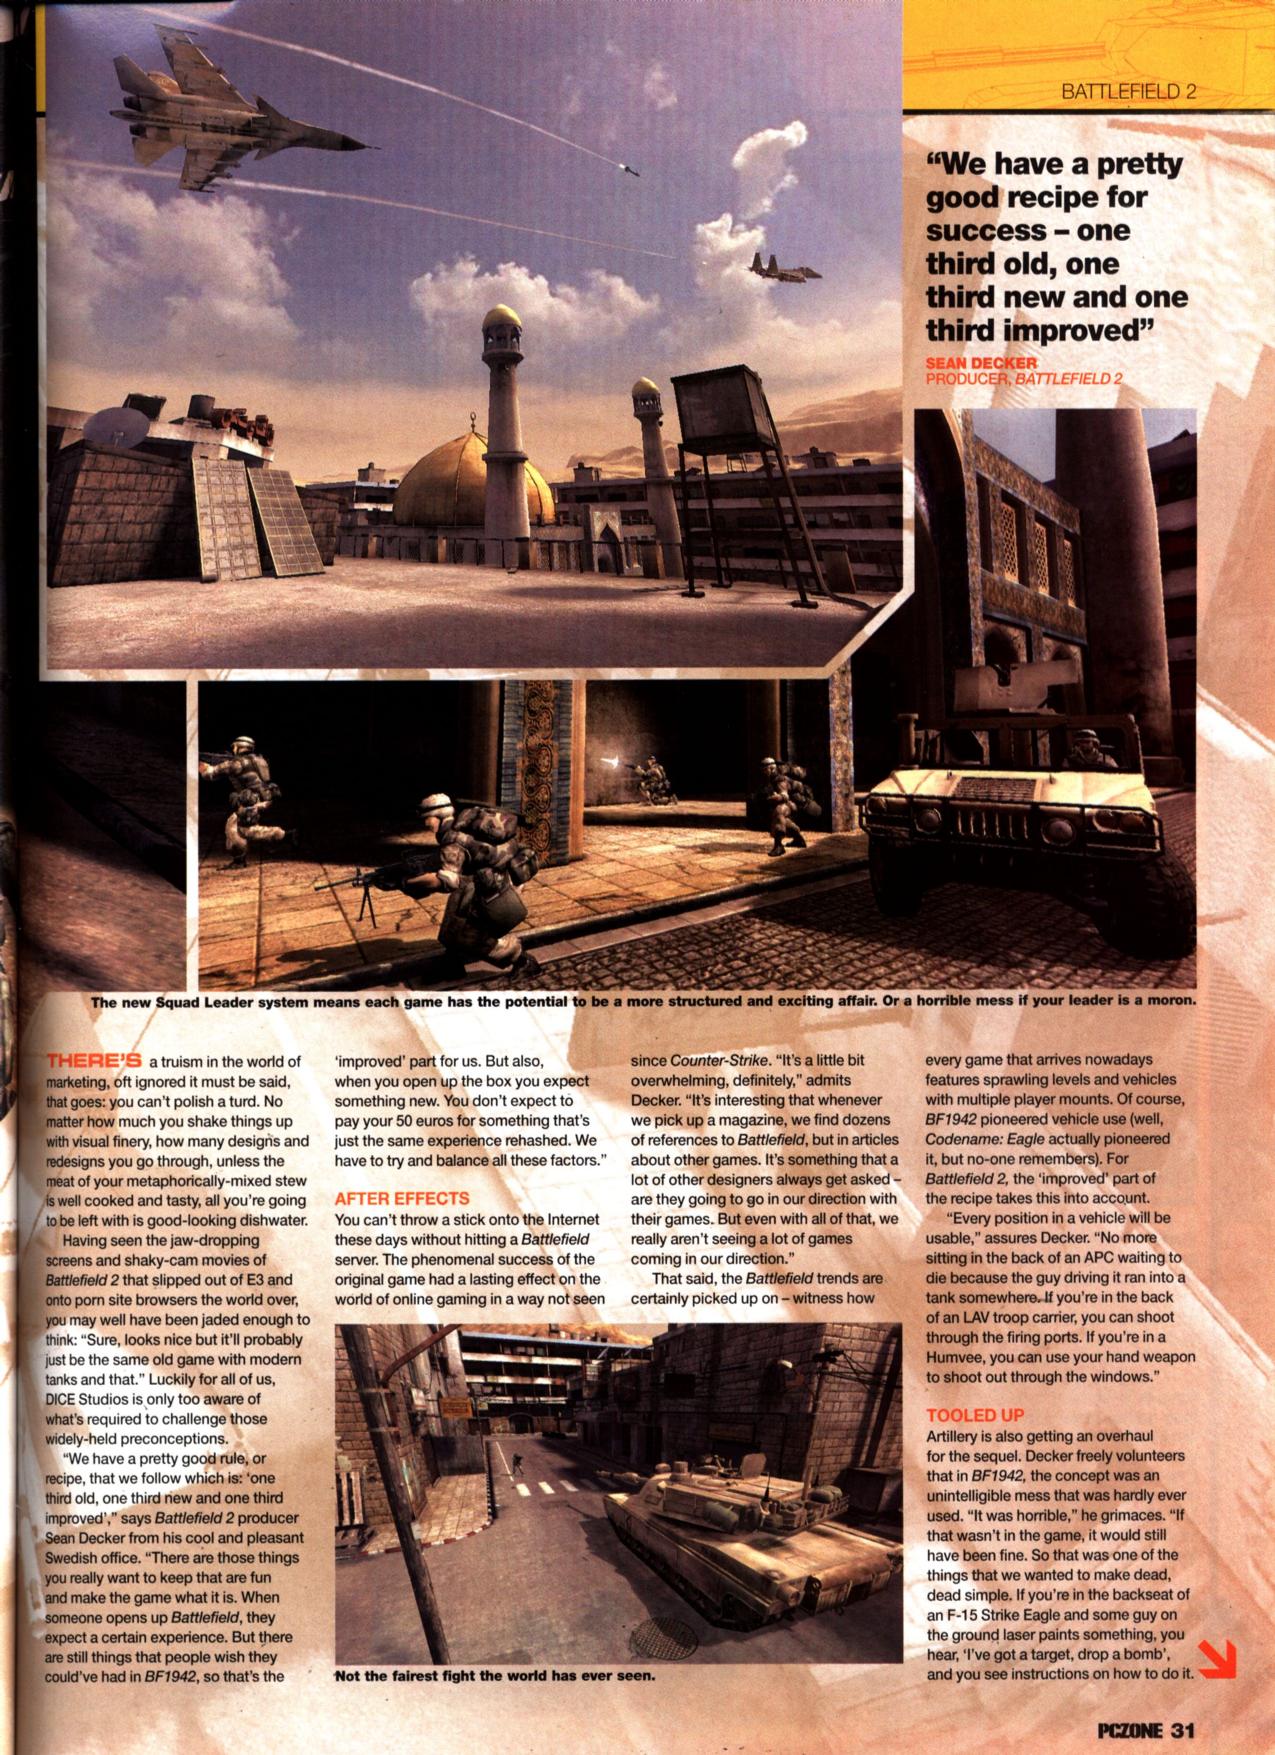 BATTLEFIELD 2
“We have a pretty
good recipe for
success – one
third old, one
third new and one
third improved”
SEAN DECKER
PRODUCER, BATTLEFIELD 2
The new Squad Leader system means each game has the potential to be a more structured and exciting affair. Or a horrible mess if your leader is a moron.
THERE'S a truism in the world of
marketing, oft ignored it must be said,
that goes: you can't polish a turd. No
matter how much you shake things up
with visual finery, how many designs and
redesigns you go through, unless the
meat of your metaphorically-mixed stew
is well cooked and tasty, all you're going
to be left with is good-looking dishwater.
Having seen the jaw-dropping
screens and shaky-cam movies of
Battlefield 2 that slipped out of E3 and
onto porn site browsers the world over,
you may well have been jaded enough to
think: “Sure, looks nice but it'll probably
just be the same old game with modern
tanks and that.” Luckily for all of us,
DICE Studios is only too aware of
what's required to challenge those
widely-held preconceptions.
“We have a pretty good rule, or
recipe, that we follow which is: ‘one
third old, one third new and one third
improved’,” says Battlefield 2 producer
Sean Decker from his cool and pleasant
Swedish office. “There are those things
you really want to keep that are fun
and make the game what it is. When
someone opens up Battlefield, they
expect a certain experience. But there
are still things that people wish they
could've had in BF1942, so that's the
‘improved’ part for us. But also,
when you open up the box you expect
something new. You don't expect to
pay your 50 euros for something that's
just the same experience rehashed. We
have to try and balance all these factors.”
AFTER EFFECTS
You can't throw a stick onto the Internet
these days without hitting a Battlefield
server. The phenomenal success of the
original game had a lasting effect on the
world of online gaming in a way not seen
since Counter-Strike. “It's a little bit
overwhelming, definitely,” admits
Decker. “It's interesting that whenever
we pick up a magazine, we find dozens
of references to Battlefield, but in articles
about other games. It's something that a
lot of other designers always get asked –
are they going to go in our direction with
their games. But even with all of that, we
really aren't seeing a lot of games
coming in our direction.”
That said, the Battlefield trends are
certainly picked up on – witness how
Not the fairest fight the world has ever seen.
every game that arrives nowadays
features sprawling levels and vehicles
with multiple player mounts. Of course,
BF1942 pioneered vehicle use (well,
Codename: Eagle actually pioneered
it, but no-one remembers). For
Battlefield 2, the ‘improved’ part of
the recipe takes this into account.
“Every position in a vehicle will be
usable,” assures Decker. “No more
sitting in the back of an APC waiting to
die because the guy driving it ran into a
tank somewhere. If you're in the back
of an LAV troop carrier, you can shoot
through the firing ports. If you're in a
Humvee, you can use your hand weapon
to shoot out through the windows.”
TOOLED UP
Artillery is also getting an overhaul
for the sequel. Decker freely volunteers
that in BF1942, the concept was an
unintelligible mess that was hardly ever
used. “It was horrible,” he grimaces. “If
that wasn't in the game, it would still
have been fine. So that was one of the
things that we wanted to make dead,
dead simple. If you're in the backseat of
an F-15 Strike Eagle and some guy on
the ground laser paints something, you
hear, ‘I've got a target, drop a bomb’,
and you see instructions on how to do it.
PCZONE 31